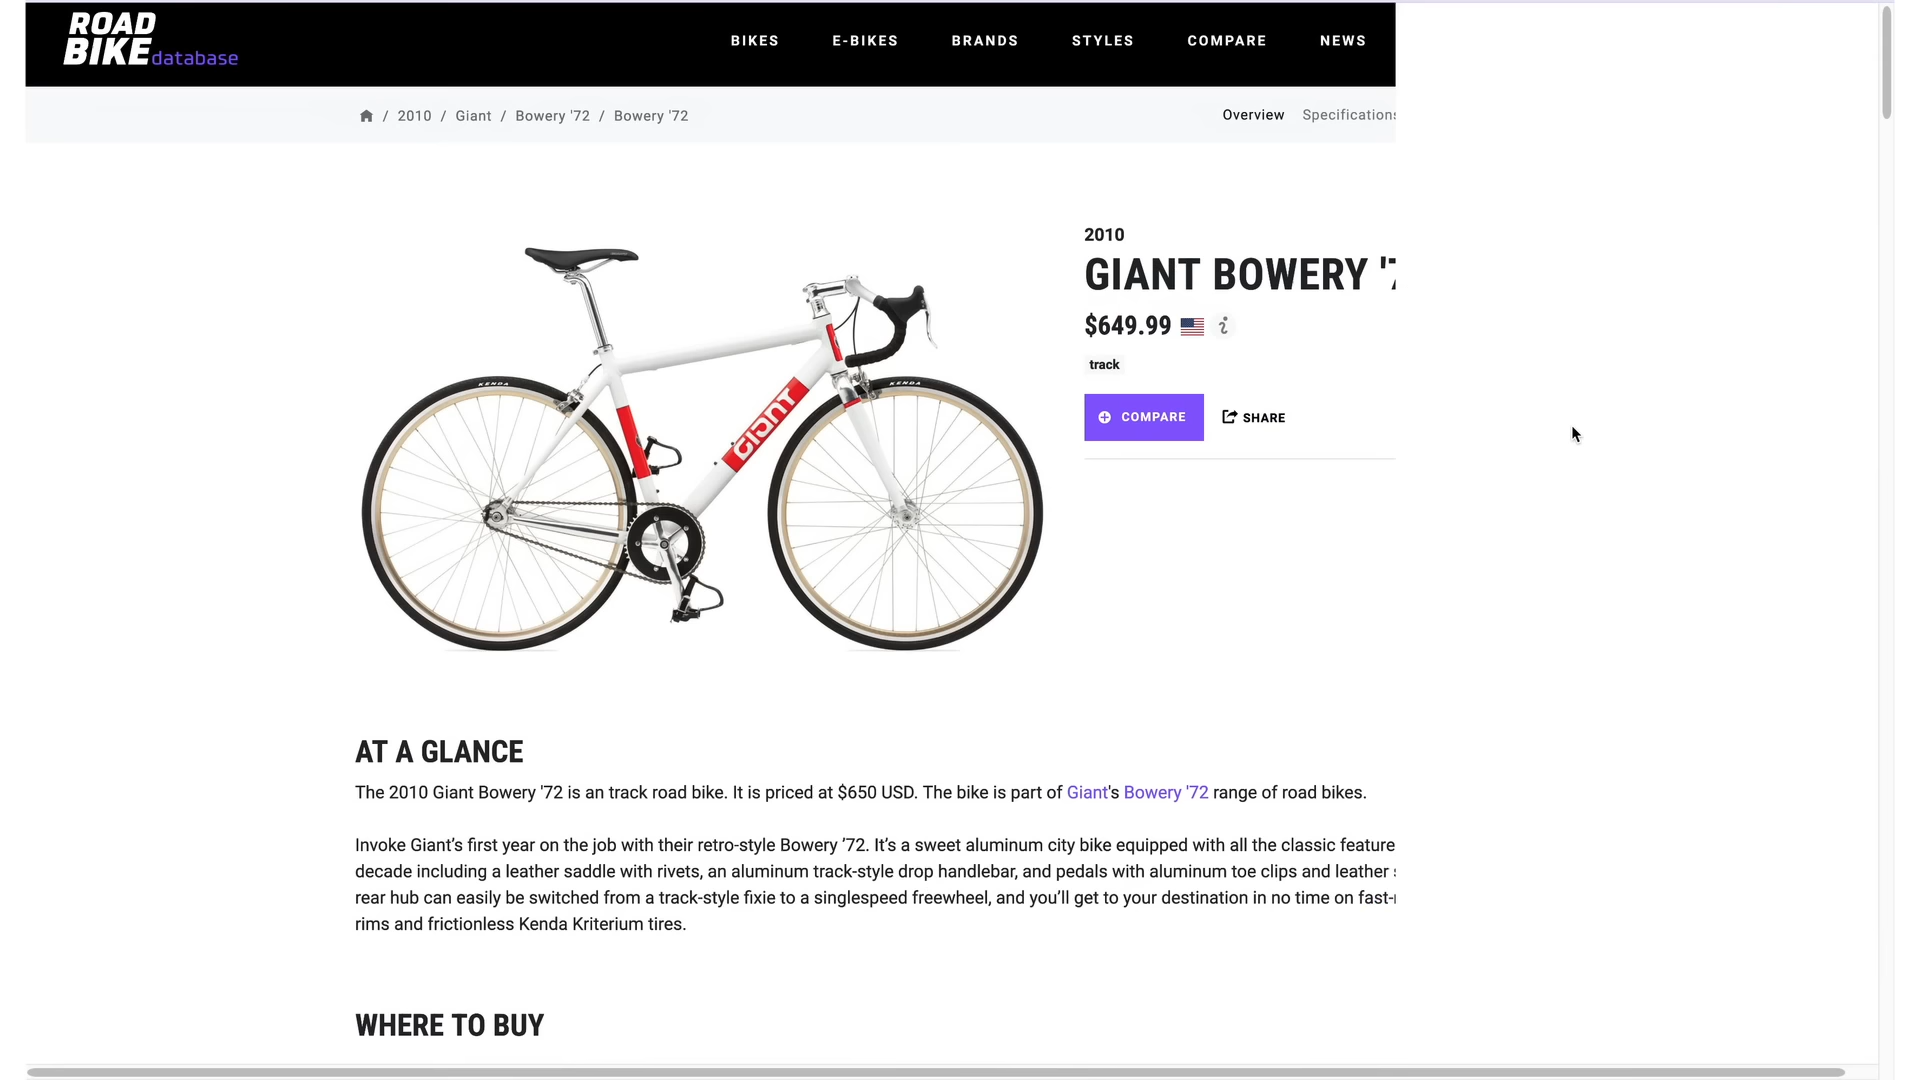 ROAD
BIKE database
BIKES
E-BIKES
BRANDS
STYLES
COMPARE
NEWS
/ 2010 / Giant / Bowery '72 / Bowery '72
Overview
Specifications
2010
GIANT BOWERY '7
$649.99
i
track
COMPARE
SHARE
KENDA
KENDA
GIANT
AT A GLANCE
The 2010 Giant Bowery '72 is an track road bike. It is priced at $650 USD. The bike is part of Giant's Bowery '72 range of road bikes.
Invoke Giant’s first year on the job with their retro-style Bowery ’72. It’s a sweet aluminum city bike equipped with all the classic feature
decade including a leather saddle with rivets, an aluminum track-style drop handlebar, and pedals with aluminum toe clips and leather
rear hub can easily be switched from a track-style fixie to a singlespeed freewheel, and you’ll get to your destination in no time on fast-
rims and frictionless Kenda Kriterium tires.
WHERE TO BUY